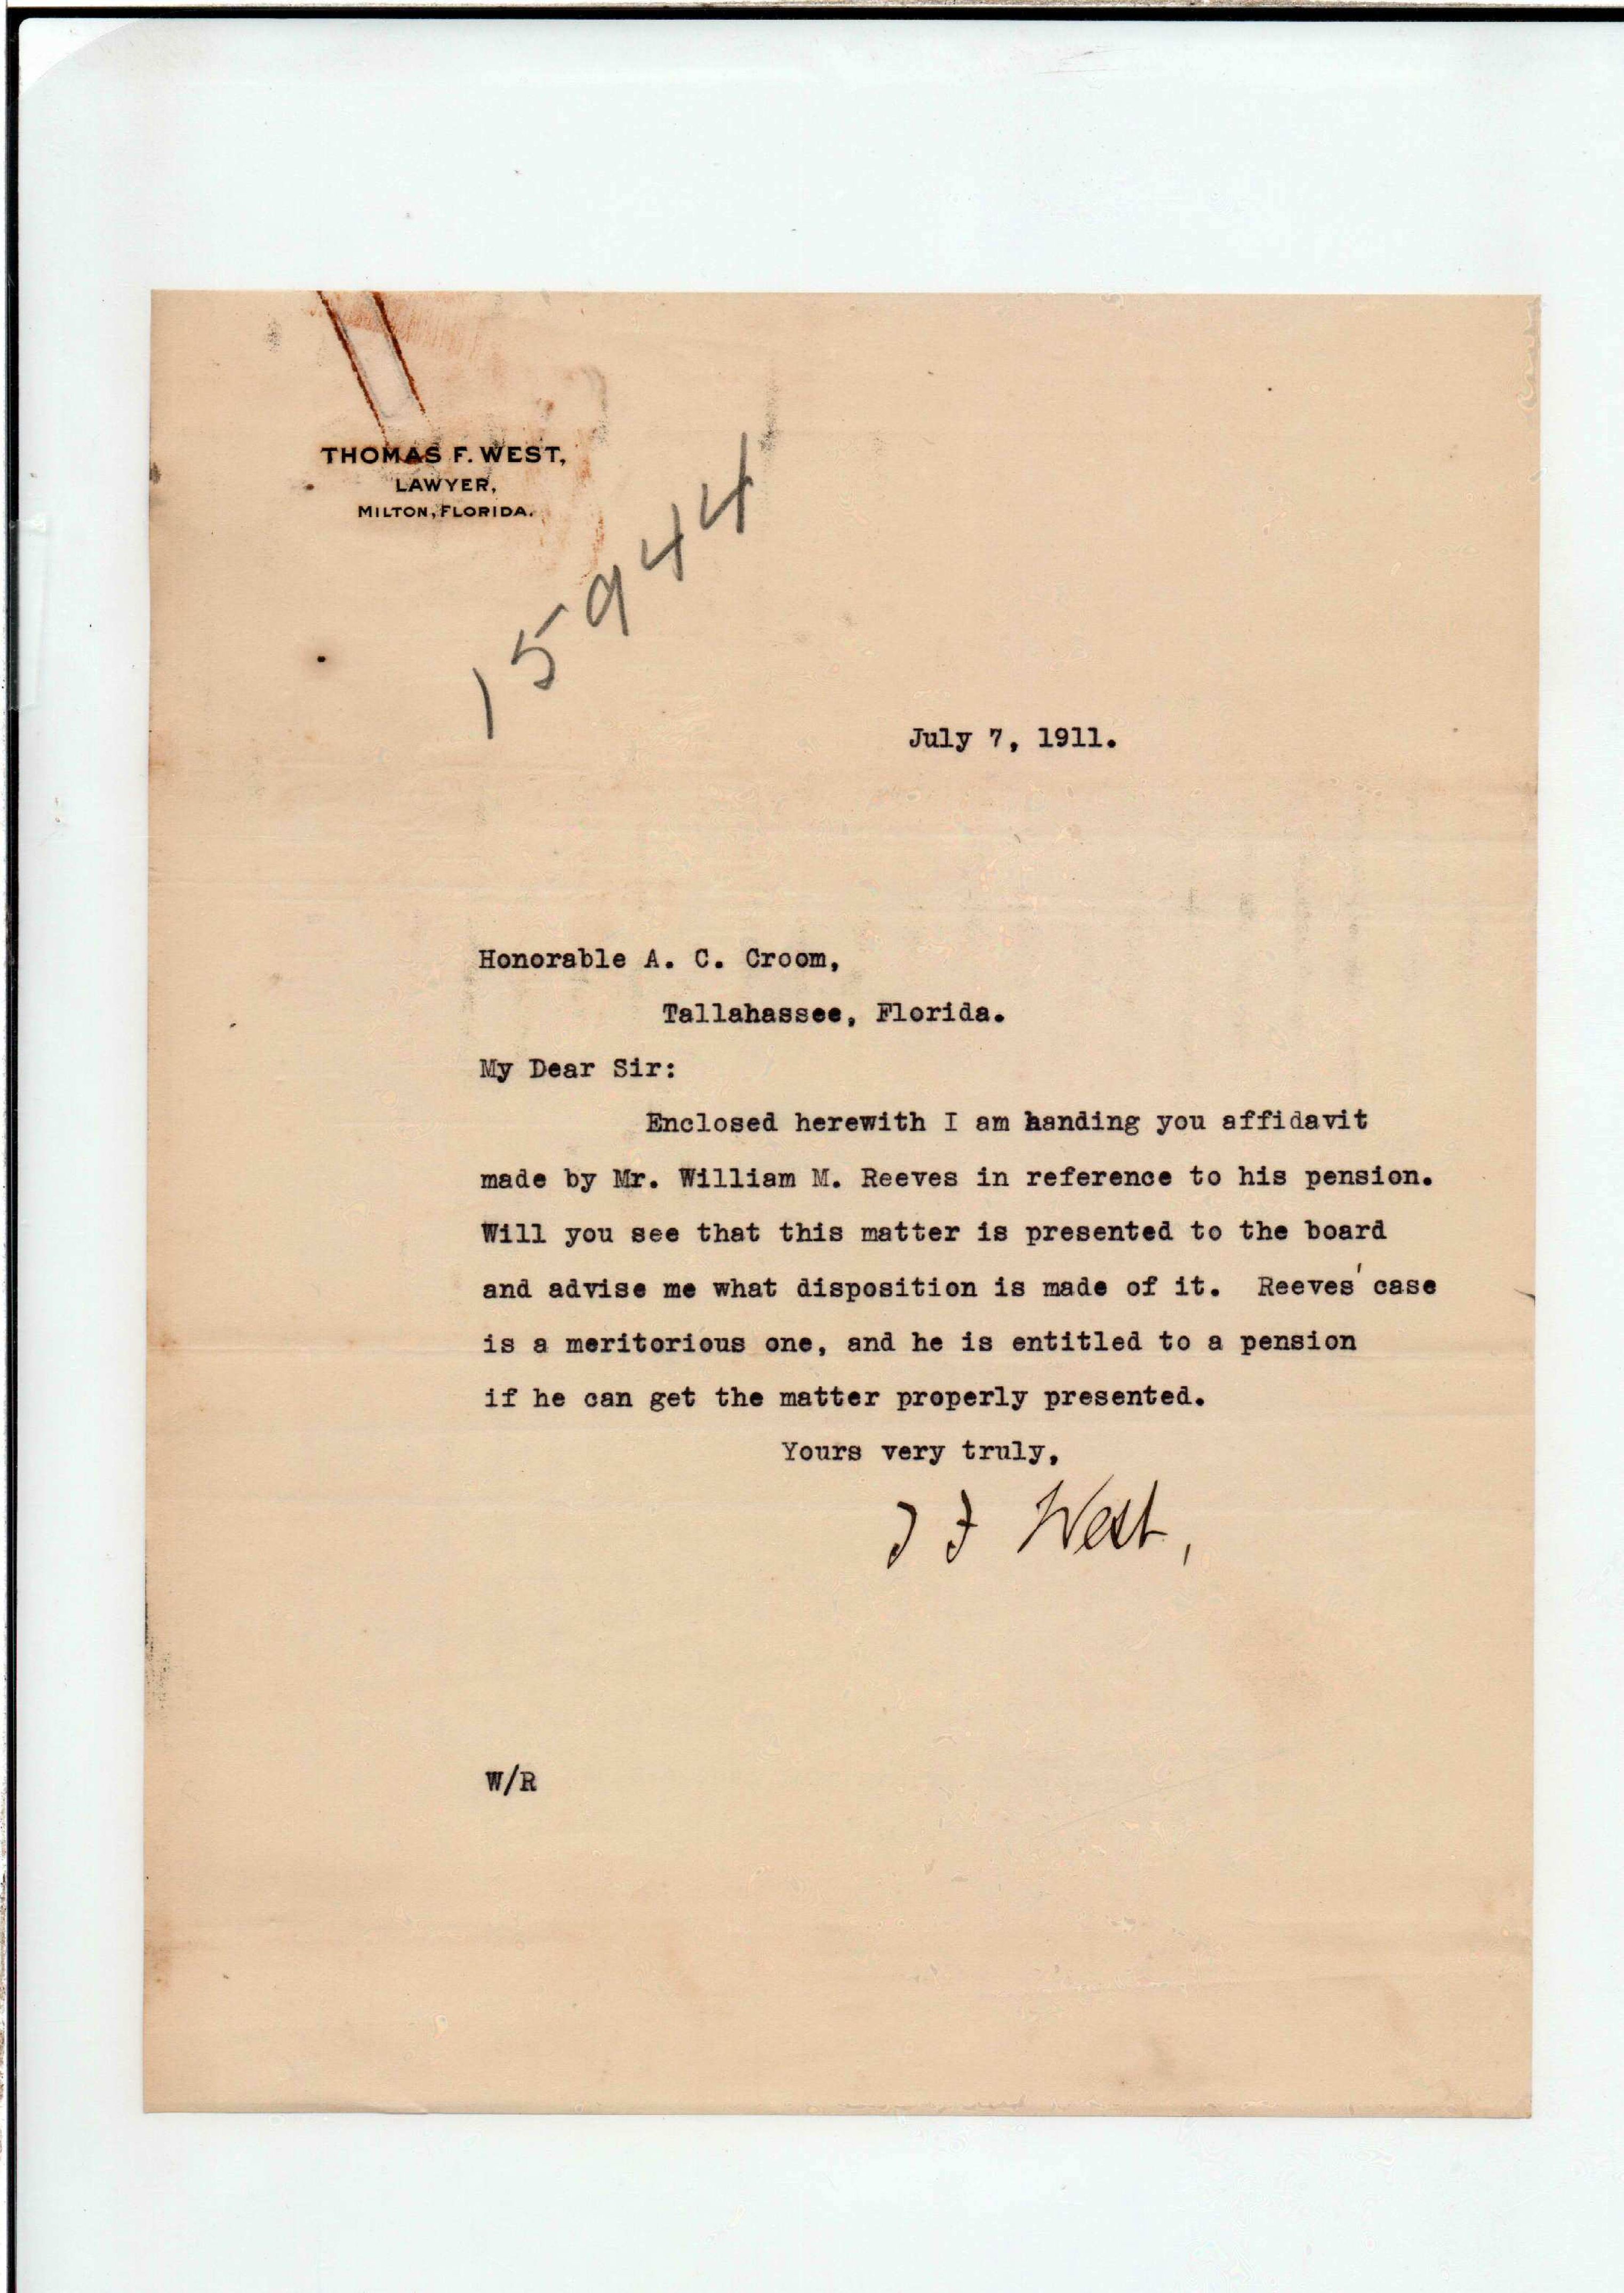 THOMAS F. WEST,
LAWYER,
MILTON, FLORIDA.
15944
July 7, 1911.
Honorable A. C. Croom,
Tallahassee, Florida.
My Dear Sir:
Enclosed herewith I am handing you affidavit
made by Mr. William M. Reeves in reference to his pension.
Will you see that this matter is presented to the board
and advise me what disposition is made of it. Reeves' case
is a meritorious one, and he is entitled to a pension
if he can get the matter properly presented.
Yours very truly,
T F West,
W/R